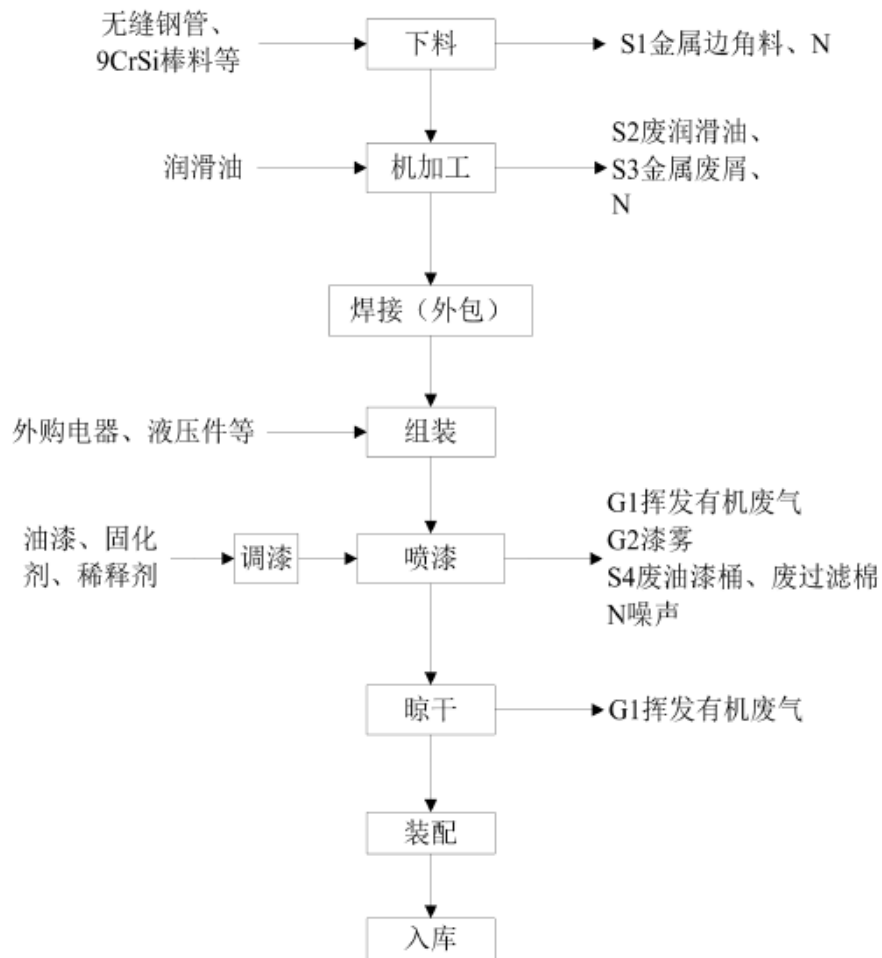 无缝钢管、
9CrSi棒料等
下料
S1金属边角料、N
润滑油
机加工
S2废润滑油、
S3金属废屑、
N
焊接（外包）
外购电器、液压件等
组装
油漆、固化
剂、稀释剂
调漆
喷漆
G1挥发有机废气
G2漆雾
S4废油漆桶、废过滤棉
N噪声
晾干
G1挥发有机废气
装配
入库